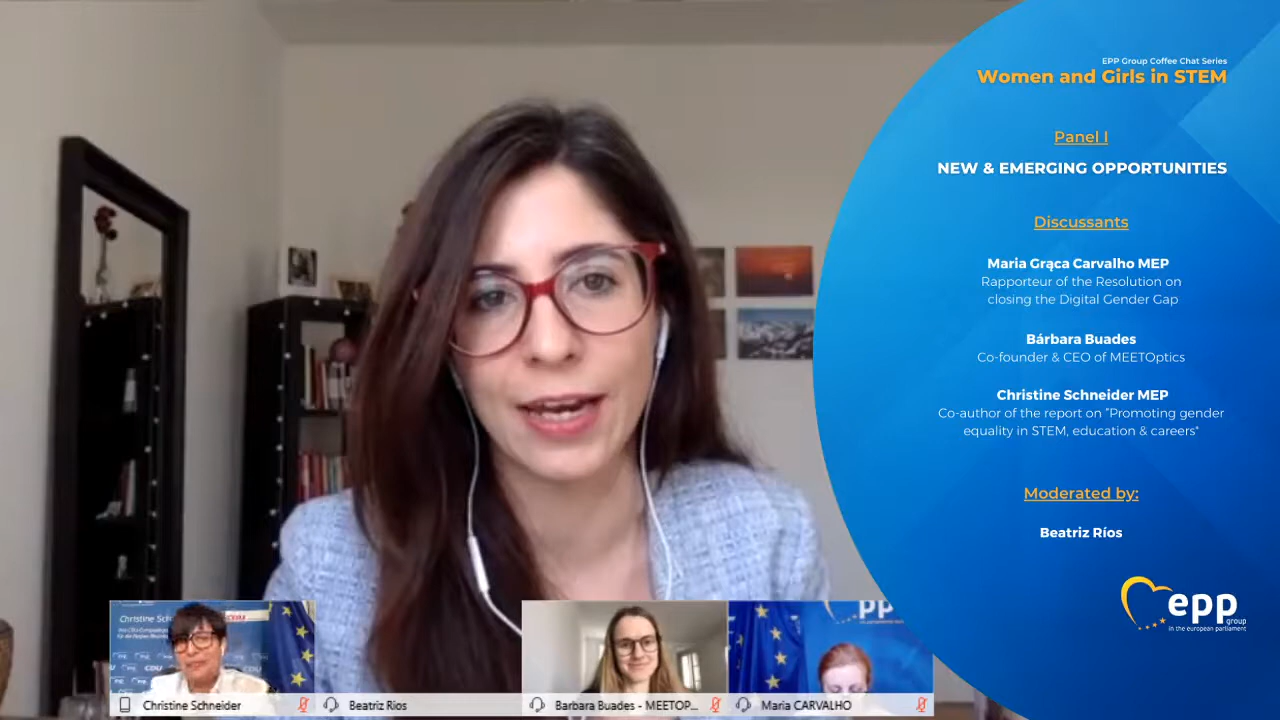 EPP Group Coffee Chat Series
Women and Girls in STEM
Panel I
NEW & EMERGING OPPORTUNITIES
Discussants
Maria Grąca Carvalho MEP
Rapporteur of the Resolution on
closing the Digital Gender Gap
Bárbara Buades
Co-founder & CEO of MEETOptics
Christine Schneider MEP
Co-author of the report on "Promoting gender
equality in STEM, education & careers"
Moderated by:
Beatriz Ríos
epp
group
in the european parliament
Christine
CDU
Christine Schneider
Beatriz Rios
Barbara Buades - MEETOP...
Maria CARVALHO